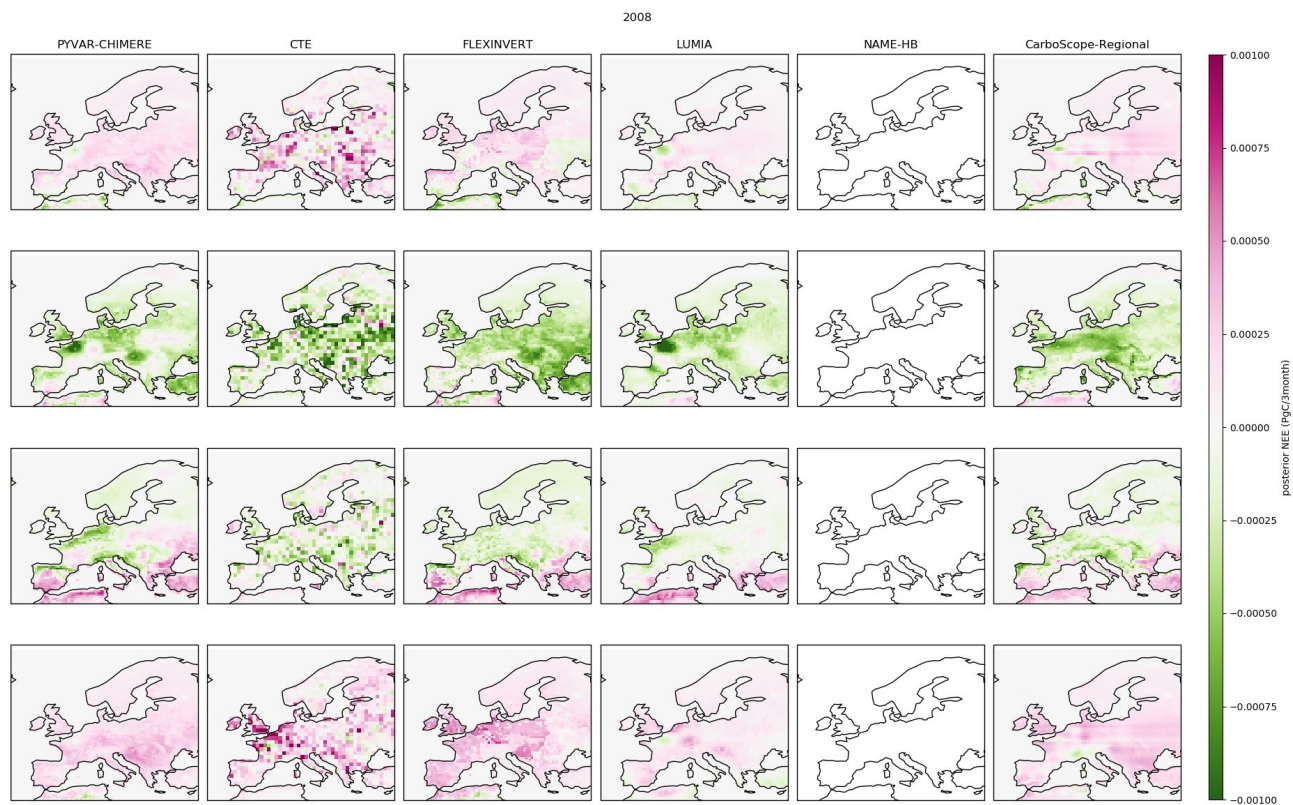 2008
PYVAR-CHIMERE
CTE
FLEXINVERT
LUMIA
NAME-HB
CarboScope-Regional
0.00100
0.00075
0.00050
0.00025
0.00000
−0.00025
−0.00050
−0.00075
−0.00100
posterior NEE (PgC/3month)